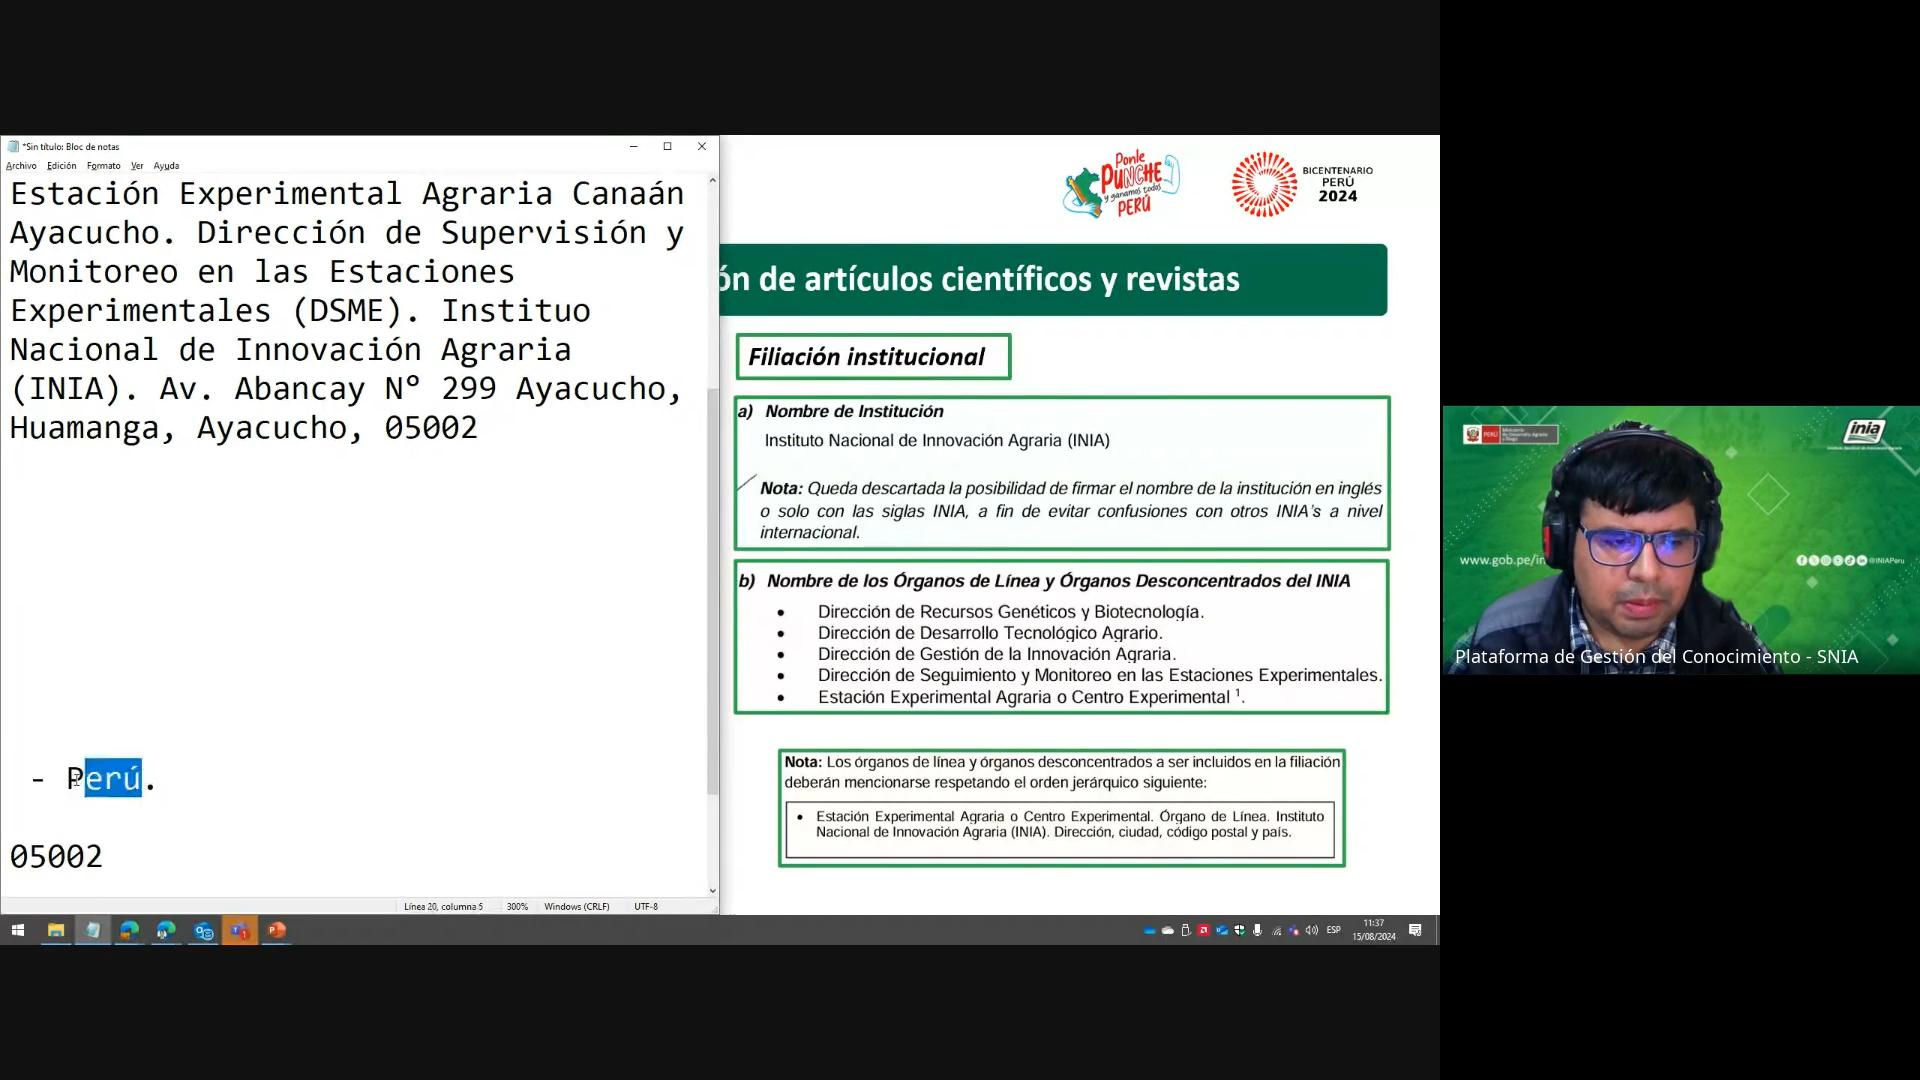 *Sin título: Bloc de notas
Archivo Edición Formato Ver Ayuda
Estación Experimental Agraria Canaán
Ayacucho. Dirección de Supervisión y
Monitoreo en las Estaciones
Experimentales (DSME). Instituo
Nacional de Innovación Agraria
(INIA). Av. Abancay N° 299 Ayacucho,
Huamanga, Ayacucho, 05002
- Perú.
05002
Línea 20, columna 5 300% Windows (CRLF) UTF-8
Ponle
PUNCHE
y ganamos todos
PERÚ
BICENTENARIO
PERÚ
2024
ón de artículos científicos y revistas
Filiación institucional
a) Nombre de Institución
Instituto Nacional de Innovación Agraria (INIA)
Nota: Queda descartada la posibilidad de firmar el nombre de la institución en inglés
o solo con las siglas INIA, a fin de evitar confusiones con otros INIA's a nivel
internacional.
b) Nombre de los Órganos de Línea y Órganos Desconcentrados del INIA
• Dirección de Recursos Genéticos y Biotecnología.
• Dirección de Desarrollo Tecnológico Agrario.
• Dirección de Gestión de la Innovación Agraria.
• Dirección de Seguimiento y Monitoreo en las Estaciones Experimentales.
• Estación Experimental Agraria o Centro Experimental 1.
Nota: Los órganos de línea y órganos desconcentrados a ser incluidos en la filiación
deberán mencionarse respetando el orden jerárquico siguiente:
• Estación Experimental Agraria o Centro Experimental. Órgano de Línea. Instituto
Nacional de Innovación Agraria (INIA). Dirección, ciudad, código postal y país.
ESP
11:37
15/08/2024
PERÚ
inia
www.gob.pe/in
@INIAPeru
Plataforma de Gestión del Conocimiento - SNIA